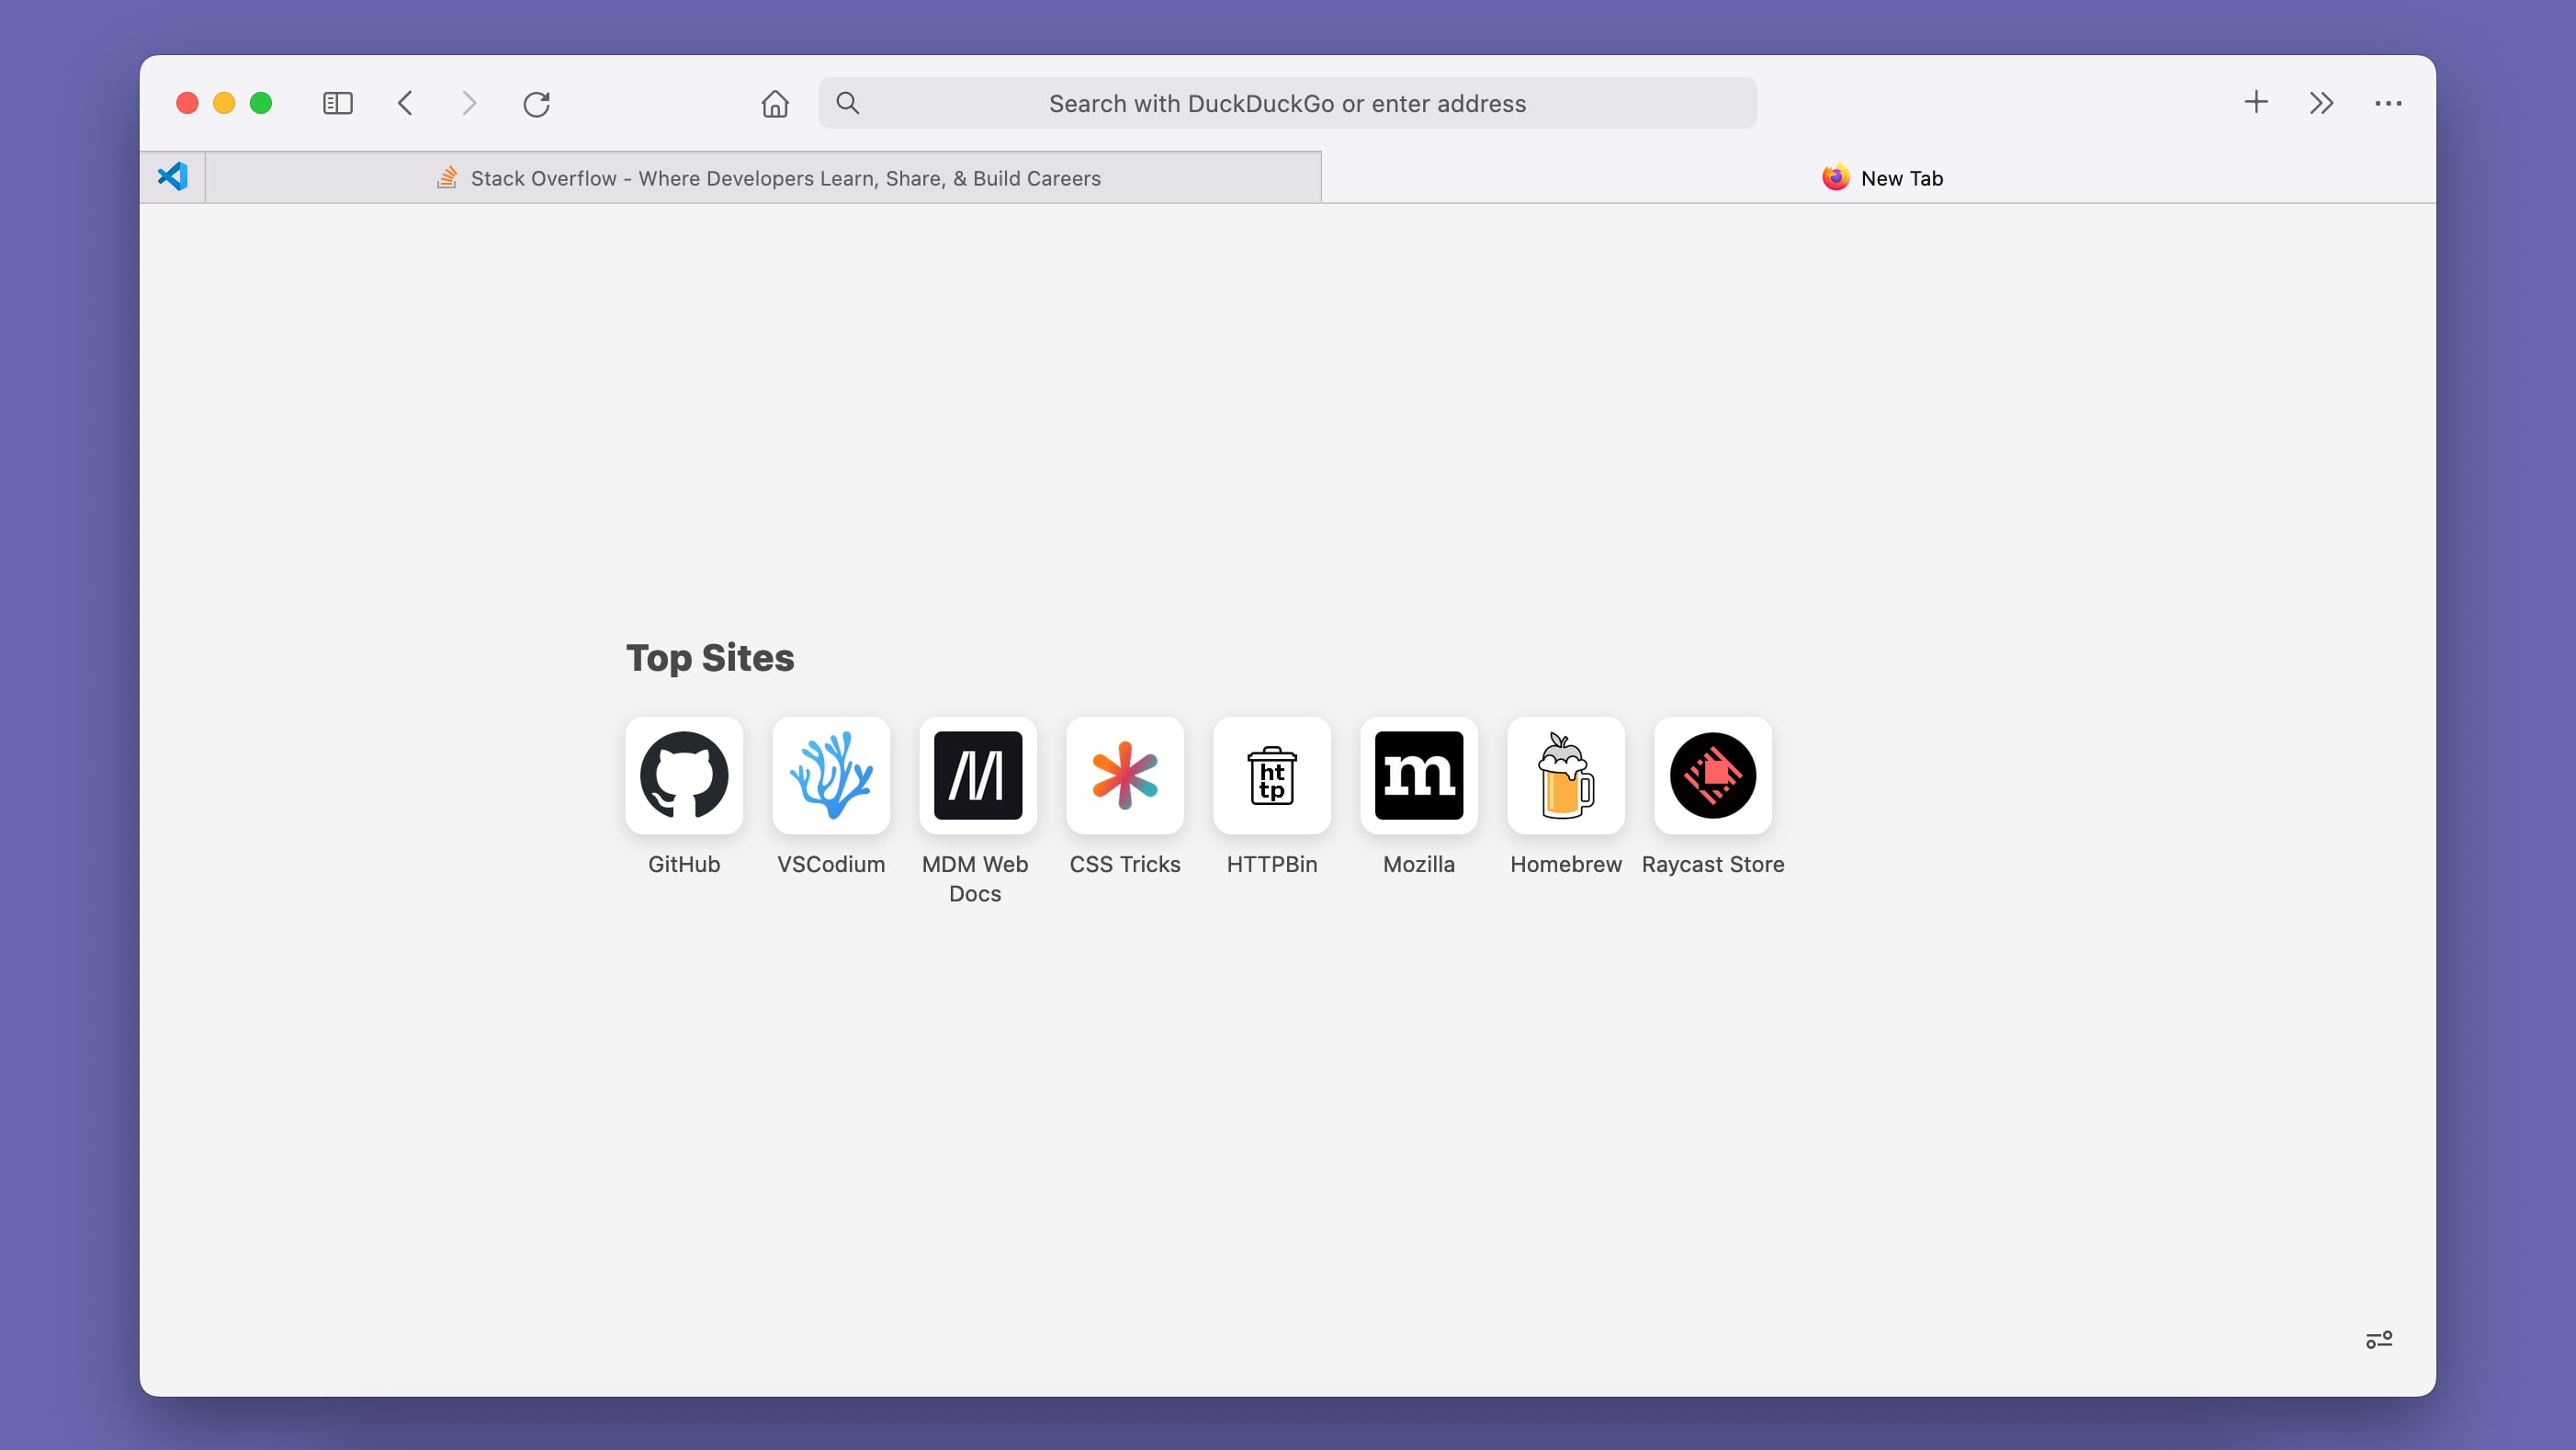 Search with DuckDuckGo or enter address
Stack Overflow - Where Developers Learn, Share, & Build Careers
New Tab
Top Sites
ht
tp
m
GitHub
VSCodium
MDM Web
Docs
CSS Tricks
HTTPBin
Mozilla
Homebrew
Raycast Store